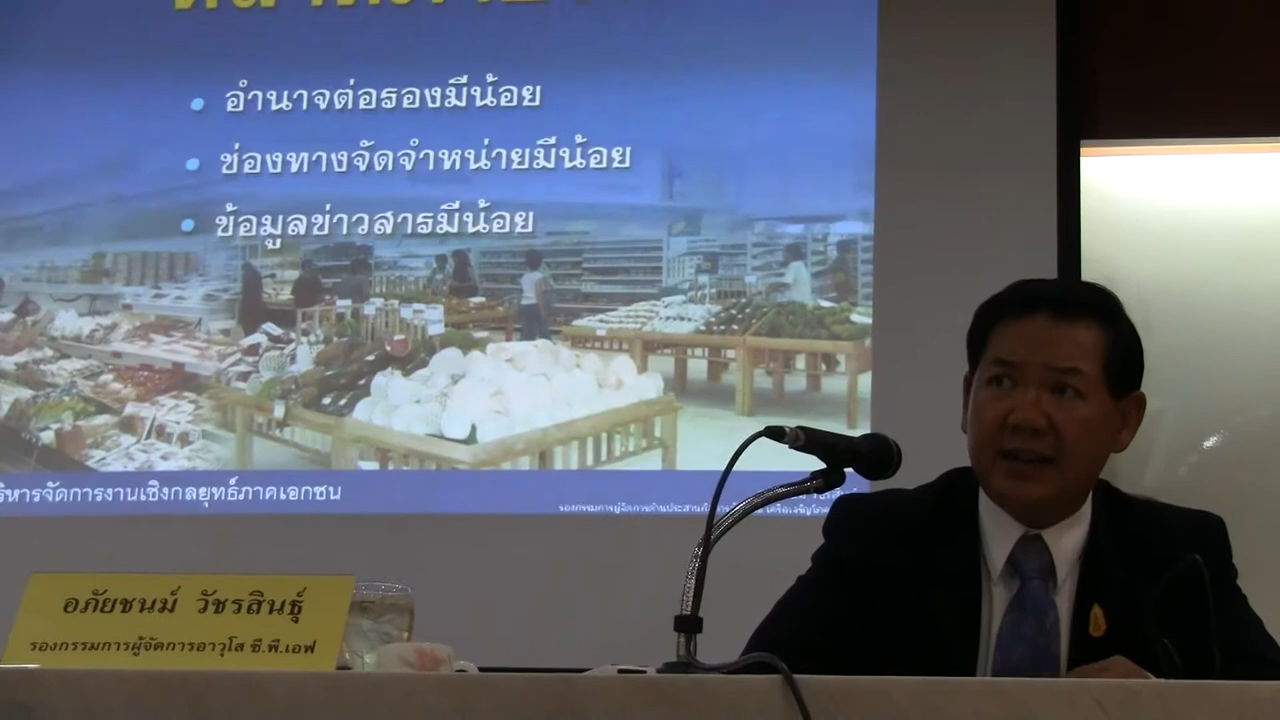 อำนาจต่อรองมีน้อย
ช่องทางจัดจำหน่ายมีน้อย
ข้อมูลข่าวสารมีน้อย
ริหารจัดการงานเชิงกลยุทธ์ภาคเอกชน
อภัยชนม์ วัชรสินธุ์
รองกรรมการผู้จัดการอาวุโส ซี.พี.เอฟ